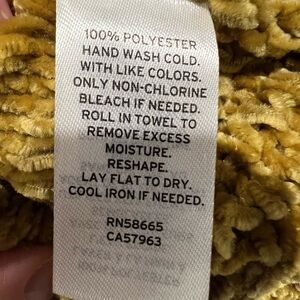 100% POLYESTER
HAND WASH COLD.
WITH LIKE COLORS.
ONLY NON-CHLORINE
BLEACH IF NEEDED.
ROLL IN TOWEL TO
REMOVE EXCESS
MOISTURE.
RESHAPE.
LAY FLAT TO DRY.
COOL IRON IF NEEDED.
RN58665
CA57963